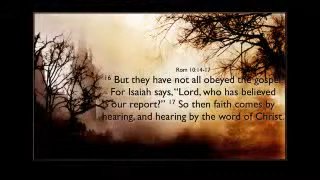 Rom 10:14-17
16 But they have not all obeyed the gospel.
For Isaiah says, “Lord, who has believed
our report?” 17 So then faith comes by
hearing, and hearing by the word of Christ.